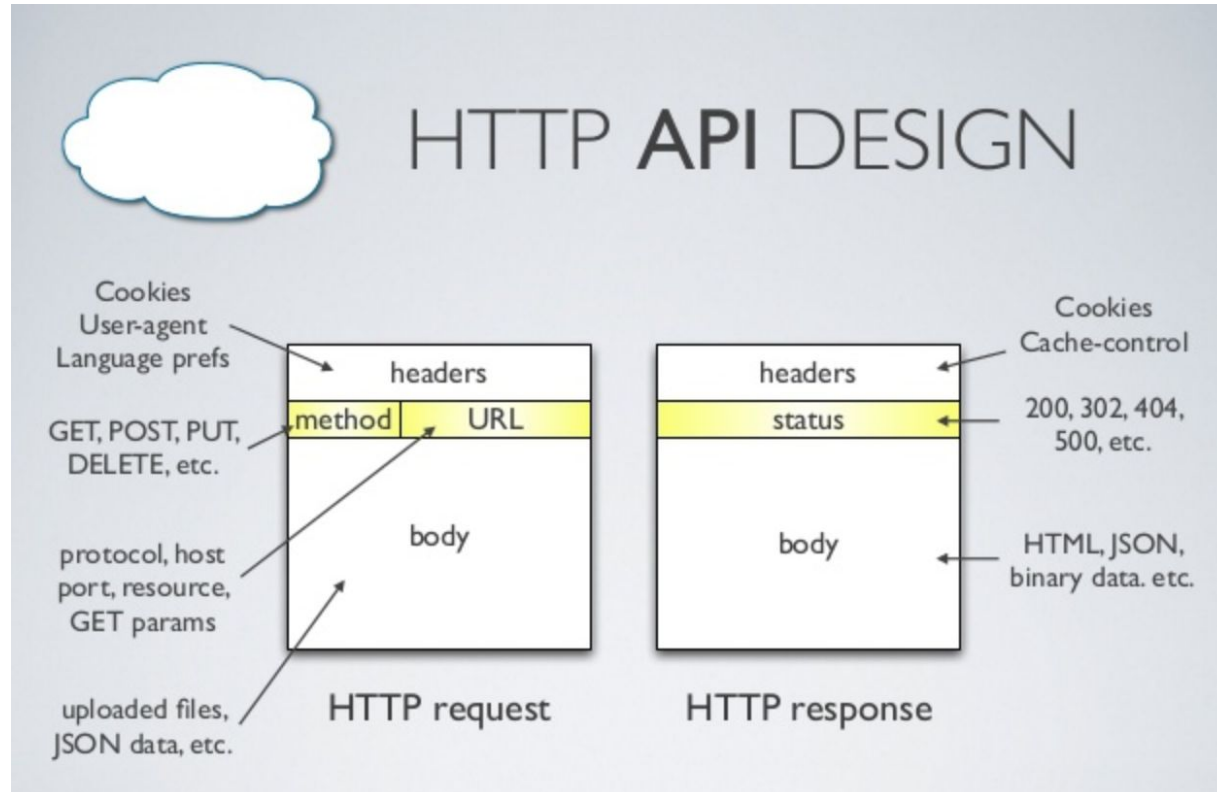 HTTP API DESIGN
Cookies
User-agent
Language prefs
GET, POST, PUT,
DELETE, etc.
protocol, host
port, resource,
GET params
uploaded files,
JSON data, etc.
headers
method
URL
body
HTTP request
headers
status
body
HTTP response
Cookies
Cache-control
200, 302, 404,
500, etc.
HTML, JSON,
binary data. etc.